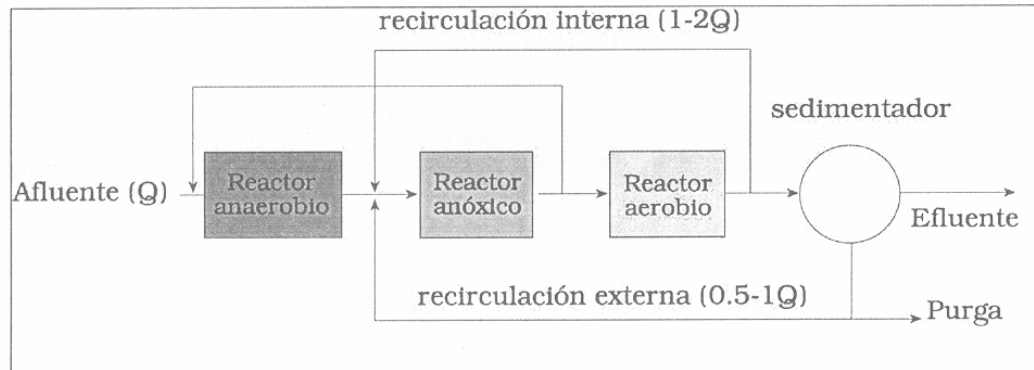 recirculación interna (1-2Q)
sedimentador
Afluente (Q)
Reactor
anaerobio
Reactor
anóxico
Reactor
aerobio
Efluente
recirculación externa (0.5-1Q)
Purga